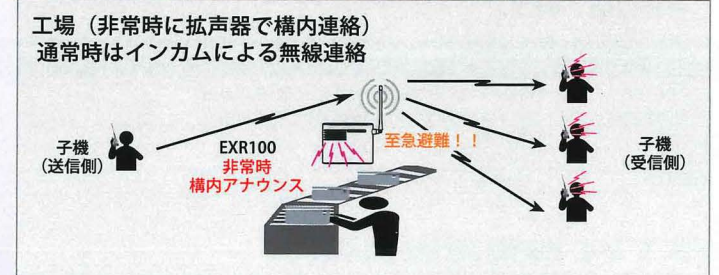 工場（非常時に拡声器で構内連絡）
通常時はインカムによる無線連絡
子機
（送信側）
EXR100
非常時
構内アナウンス
至急避難！！
子機
（受信側）